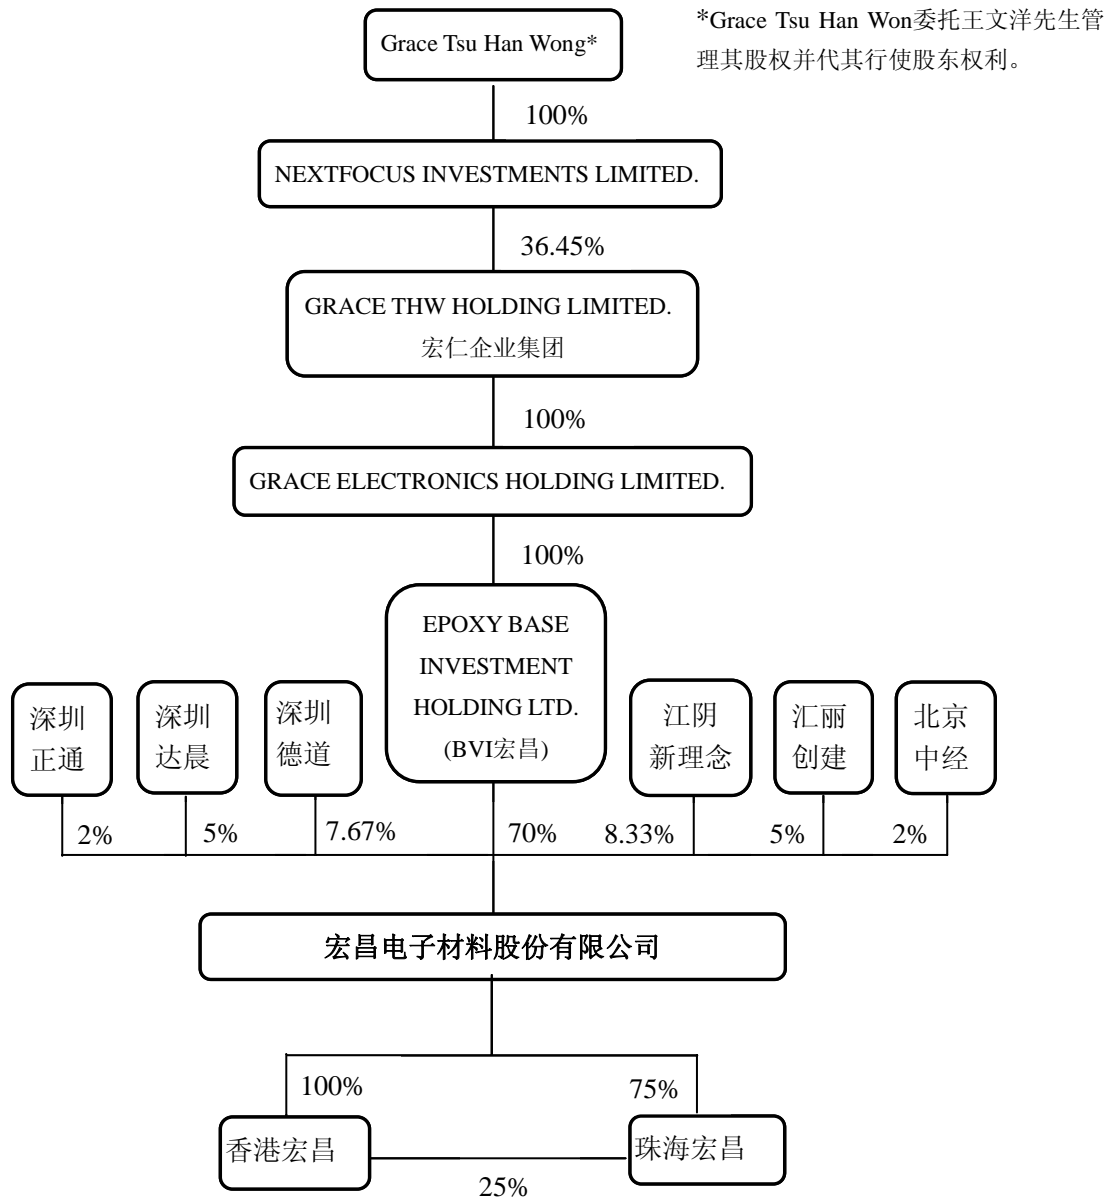 *Grace Tsu Han Won委托王文洋先生管
理其股权并代其行使股东权利。
Grace Tsu Han Wong*
100%
NEXTFOCUS INVESTMENTS LIMITED.
36.45%
GRACE THW HOLDING LIMITED.
宏仁企业集团
100%
GRACE ELECTRONICS HOLDING LIMITED.
100%
EPOXY BASE
INVESTMENT
HOLDING LTD.
(BVI宏昌)
深圳
正通
深圳
达晨
深圳
德道
江阴
新理念
汇丽
创建
北京
中经
2%
5%
7.67%
70%
8.33%
5%
2%
宏昌电子材料股份有限公司
100%
75%
香港宏昌
珠海宏昌
25%